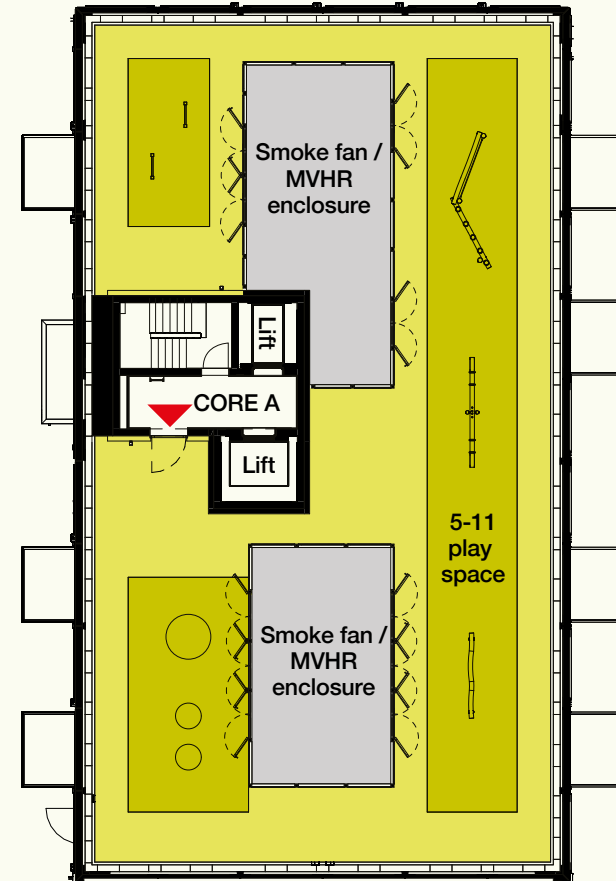 Smoke fan /
MVHR
enclosure
Lift
CORE A
Lift
5-11
play
space
Smoke fan /
MVHR
enclosure